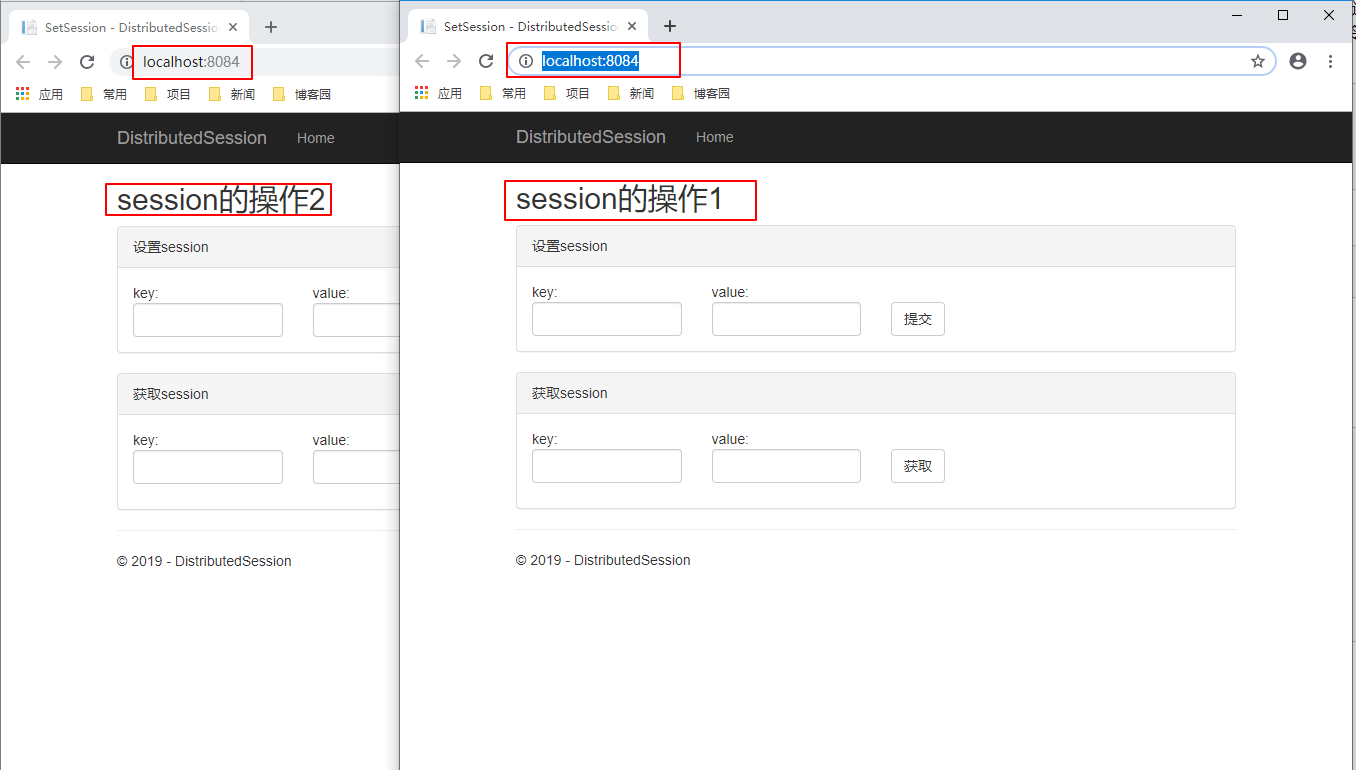 SetSession - DistributedSessio
localhost:8084
应用 常用 项目 新闻 博客园
DistributedSession Home
session的操作2
设置session
key: value:
获取session
key: value:
© 2019 - DistributedSession
SetSession - DistributedSessio
localhost:8084
应用 常用 项目 新闻 博客园
DistributedSession Home
session的操作1
设置session
key: value:
提交
获取session
key: value:
获取
© 2019 - DistributedSession